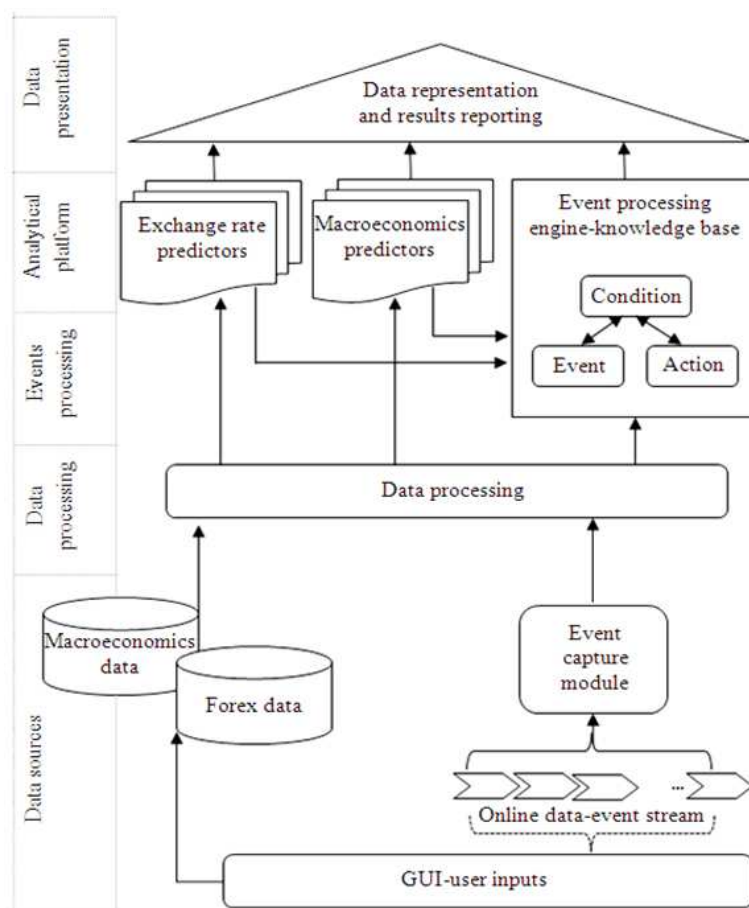 Data
presentation
Data representation
and results reporting
Analytical
platform
Exchange rate
predictors
Macroeconomics
predictors
Event processing
engine-knowledge base
Condition
Event
Action
Events
processing
Data
processing
Data processing
Data sources
Macroeconomics
data
Forex data
Event
capture
module
...
Online data-event stream
GUI-user inputs